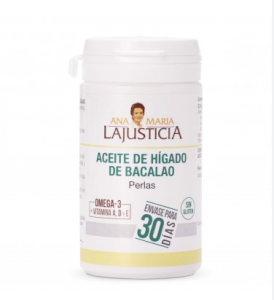 ANA MARIA
LAJUSTICIA
ACEITE DE HÍGADO
DE BACALAO
Perlas
OMEGA-3
+ VITAMINA A, D y E
ENVASE PARA
30
DÍAS
SIN
GLUTEN